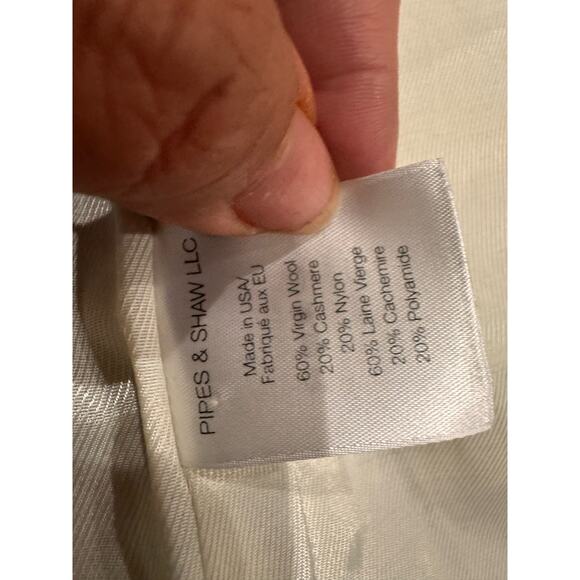 PIPES & SHAW LLC
Made in USA/
Fabriqué aux EU
60% Virgin Wool
20% Cashmere
20% Nylon
60% Laine Vierge
20% Cachemire
20% Polyamide